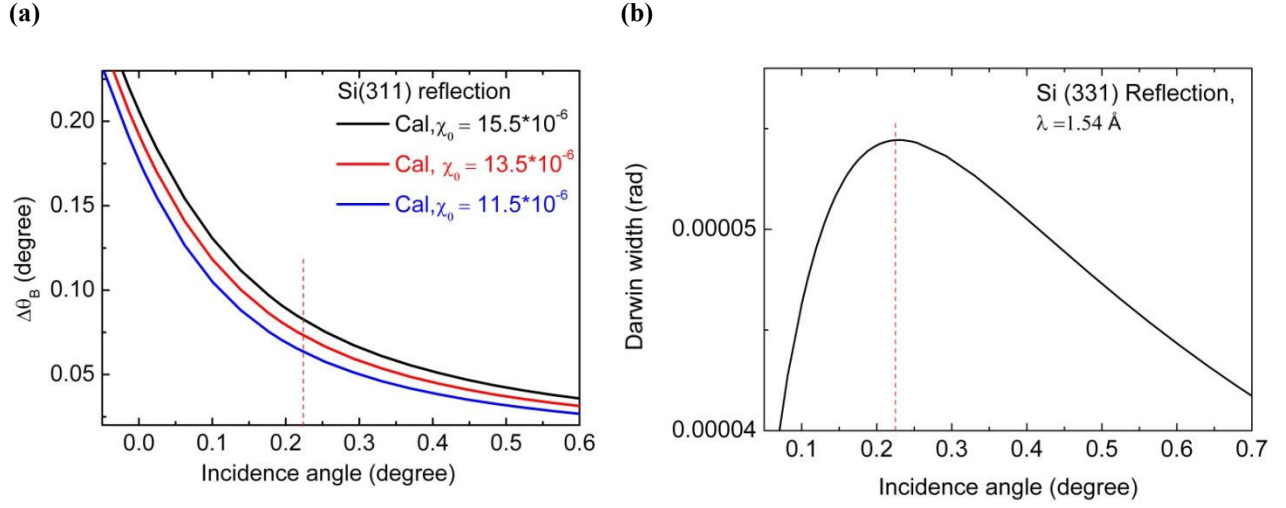 (a)
(b)
Si(311) reflection
Cal,χ₀ = 15.5*10⁻⁶
Cal, χ₀ = 13.5*10⁻⁶
Cal,χ₀ = 11.5*10⁻⁶
0.20
0.15
0.10
0.05
Δθ_B (degree)
0.0 0.1 0.2 0.3 0.4 0.5 0.6
Incidence angle (degree)
Si (331) Reflection,
λ =1.54 Å
0.00005
0.00004
Darwin width (rad)
0.1 0.2 0.3 0.4 0.5 0.6 0.7
Incidence angle (degree)